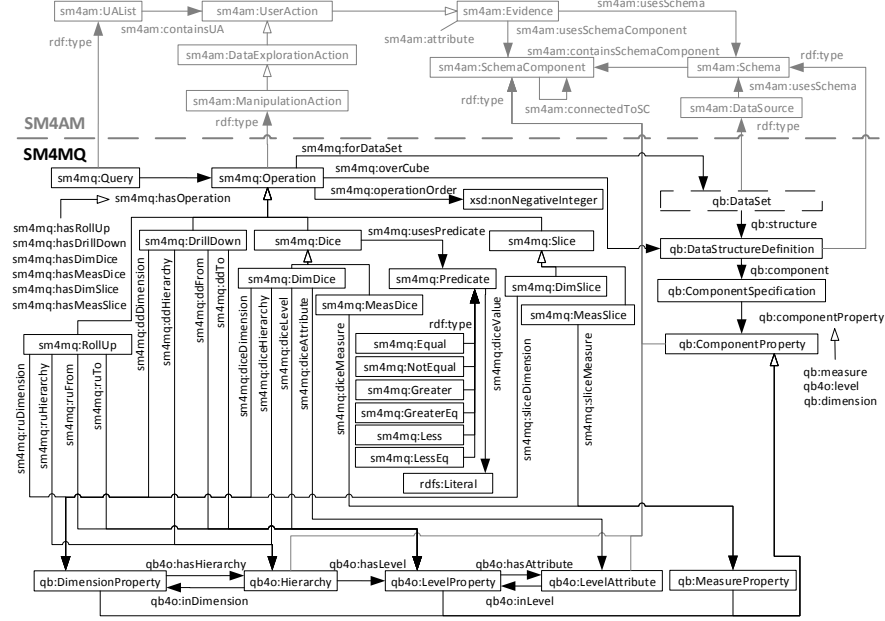 sm4am:UAList
sm4am:UserAction
sm4am:Evidence
sm4am:usesSchema
sm4am:containsUA
rdf:type
sm4am:attribute
sm4am:usesSchemaComponent
sm4am:containsSchemaComponent
rdf:type
sm4am:DataExplorationAction
sm4am:SchemaComponent
sm4am:Schema
sm4am:usesSchema
sm4am:ManipulationAction
rdf:type
sm4am:connectedToSC
sm4am:DataSource
rdf:type
rdf:type
SM4AM
SM4MQ
sm4mq:forDataSet
sm4mq:Query
sm4mq:Operation
sm4mq:overCube
sm4mq:operationOrder
xsd:nonNegativeInteger
qb:DataSet
sm4mq:hasOperation
qb:structure
sm4mq:hasRollUp
sm4mq:hasDrillDown
sm4mq:hasDimDice
sm4mq:hasMeasDice
sm4mq:hasDimSlice
sm4mq:hasMeasSlice
sm4mq:DrillDown
sm4mq:Dice
sm4mq:usesPredicate
sm4mq:Slice
qb:DataStructureDefinition
qb:component
sm4mq:DimDice
sm4mq:Predicate
sm4mq:DimSlice
qb:ComponentSpecification
sm4mq:MeasDice
sm4mq:MeasSlice
qb:componentProperty
rdf:type
sm4mq:RollUp
sm4mq:Equal
sm4mq:NotEqual
sm4mq:Greater
sm4mq:GreaterEq
sm4mq:Less
sm4mq:LessEq
qb:ComponentProperty
qb:measure
qb4o:level
qb:dimension
rdfs:Literal
sm4mq:ruDimension
sm4mq:ruHierarchy
sm4mq:ruFrom
sm4mq:ruTo
sm4mq:ddDimension
sm4mq:ddHierarchy
sm4mq:ddFrom
sm4mq:ddTo
sm4mq:diceDimension
sm4mq:diceHierarchy
sm4mq:diceLevel
sm4mq:diceAttribute
sm4mq:diceMeasure
sm4mq:diceValue
sm4mq:sliceDimension
sm4mq:sliceMeasure
qb4o:hasHierarchy
qb4o:hasLevel
qb4o:hasAttribute
qb:DimensionProperty
qb4o:Hierarchy
qb4o:LevelProperty
qb4o:LevelAttribute
qb:MeasureProperty
qb4o:inDimension
qb4o:inLevel